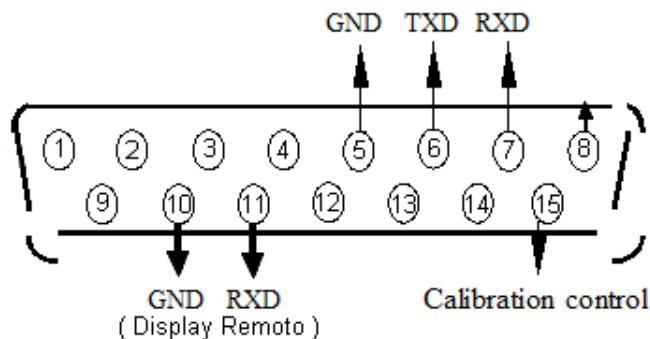 GND TXD RXD
1 2 3 4 5 6 7 8
9 10 11 12 13 14 15
GND RXD Calibration control
( Display Remoto )